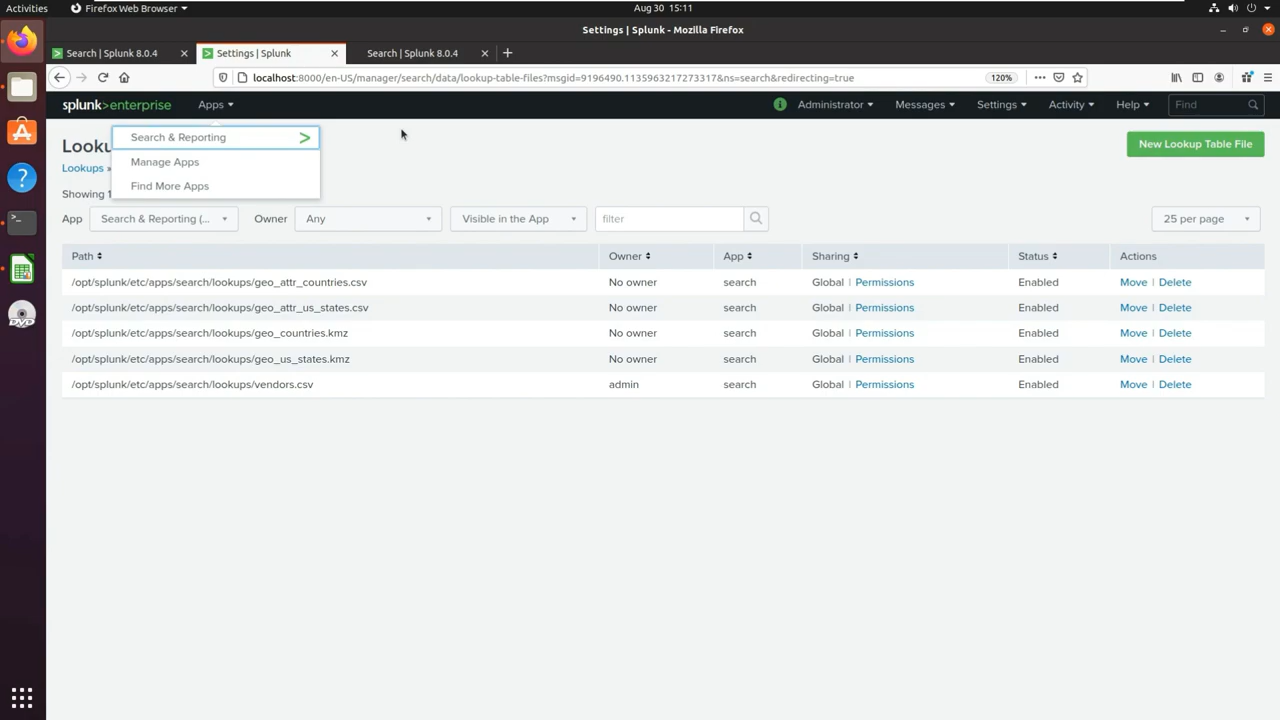 Activities
Firefox Web Browser
Aug 30 15:11
Settings | Splunk - Mozilla Firefox
Search | Splunk 8.0.4
Settings | Splunk
Search | Splunk 8.0.4
localhost:8000/en-US/manager/search/data/lookup-table-files?msgid=9196490.1135963217273317&ns=search&redirecting=true
120%
splunk>enterprise
Apps
Administrator
Messages
Settings
Activity
Help
Find
Search & Reporting
>
Manage Apps
Find More Apps
Looku
New Lookup Table File
Lookups »
Showing 1
App
Search & Reporting (...
Owner
Any
Visible in the App
filter
25 per page
Path Owner App Sharing Status Actions
/opt/splunk/etc/apps/search/lookups/geo_attr_countries.csv No owner search Global | Permissions Enabled Move | Delete
/opt/splunk/etc/apps/search/lookups/geo_attr_us_states.csv No owner search Global | Permissions Enabled Move | Delete
/opt/splunk/etc/apps/search/lookups/geo_countries.kmz No owner search Global | Permissions Enabled Move | Delete
/opt/splunk/etc/apps/search/lookups/geo_us_states.kmz No owner search Global | Permissions Enabled Move | Delete
/opt/splunk/etc/apps/search/lookups/vendors.csv admin search Global | Permissions Enabled Move | Delete
DVD